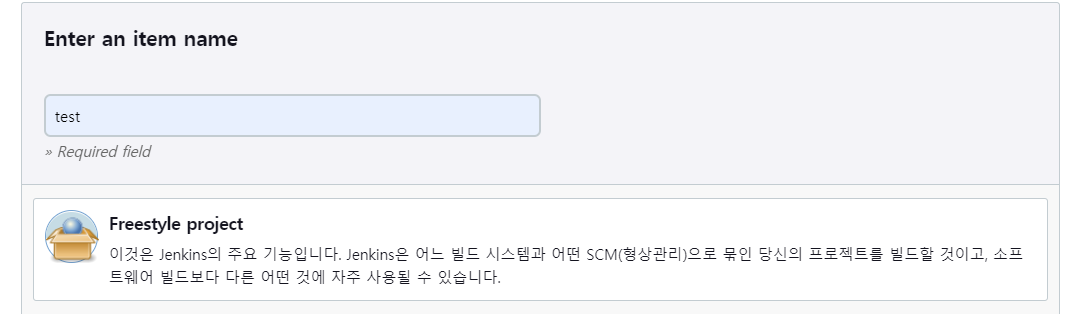 Enter an item name
test
» Required field
Freestyle project
이것은 Jenkins의 주요 기능입니다. Jenkins은 어느 빌드 시스템과 어떤 SCM(형상관리)으로 묶인 당신의 프로젝트를 빌드할 것이고, 소프
트웨어 빌드보다 다른 어떤 것에 자주 사용될 수 있습니다.